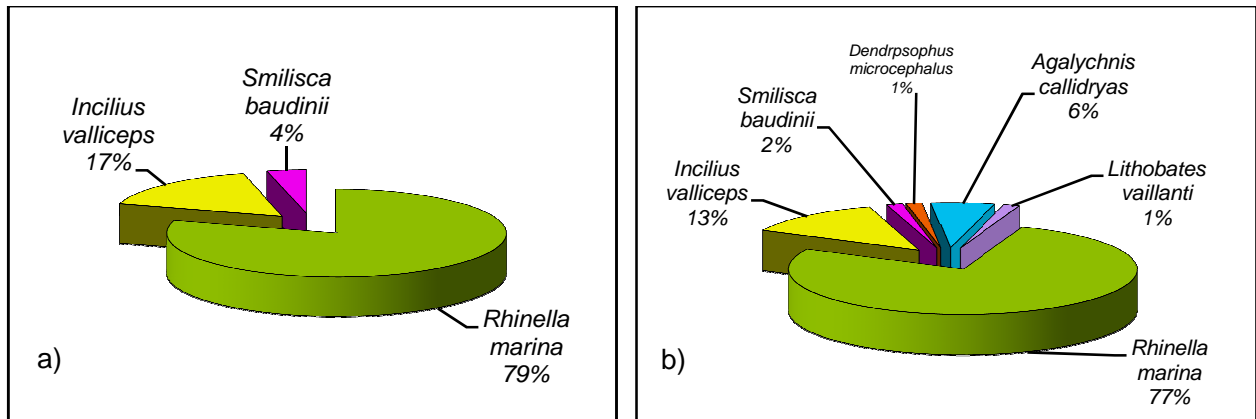 Smilisca
baudinii
4%
Incilius
valliceps
17%
Rhinella
marina
79%
a)
Dendrpsophus
microcephalus
1%
Agalychnis
callidryas
6%
Smilisca
baudinii
2%
Lithobates
vaillanti
1%
Incilius
valliceps
13%
Rhinella
marina
77%
b)